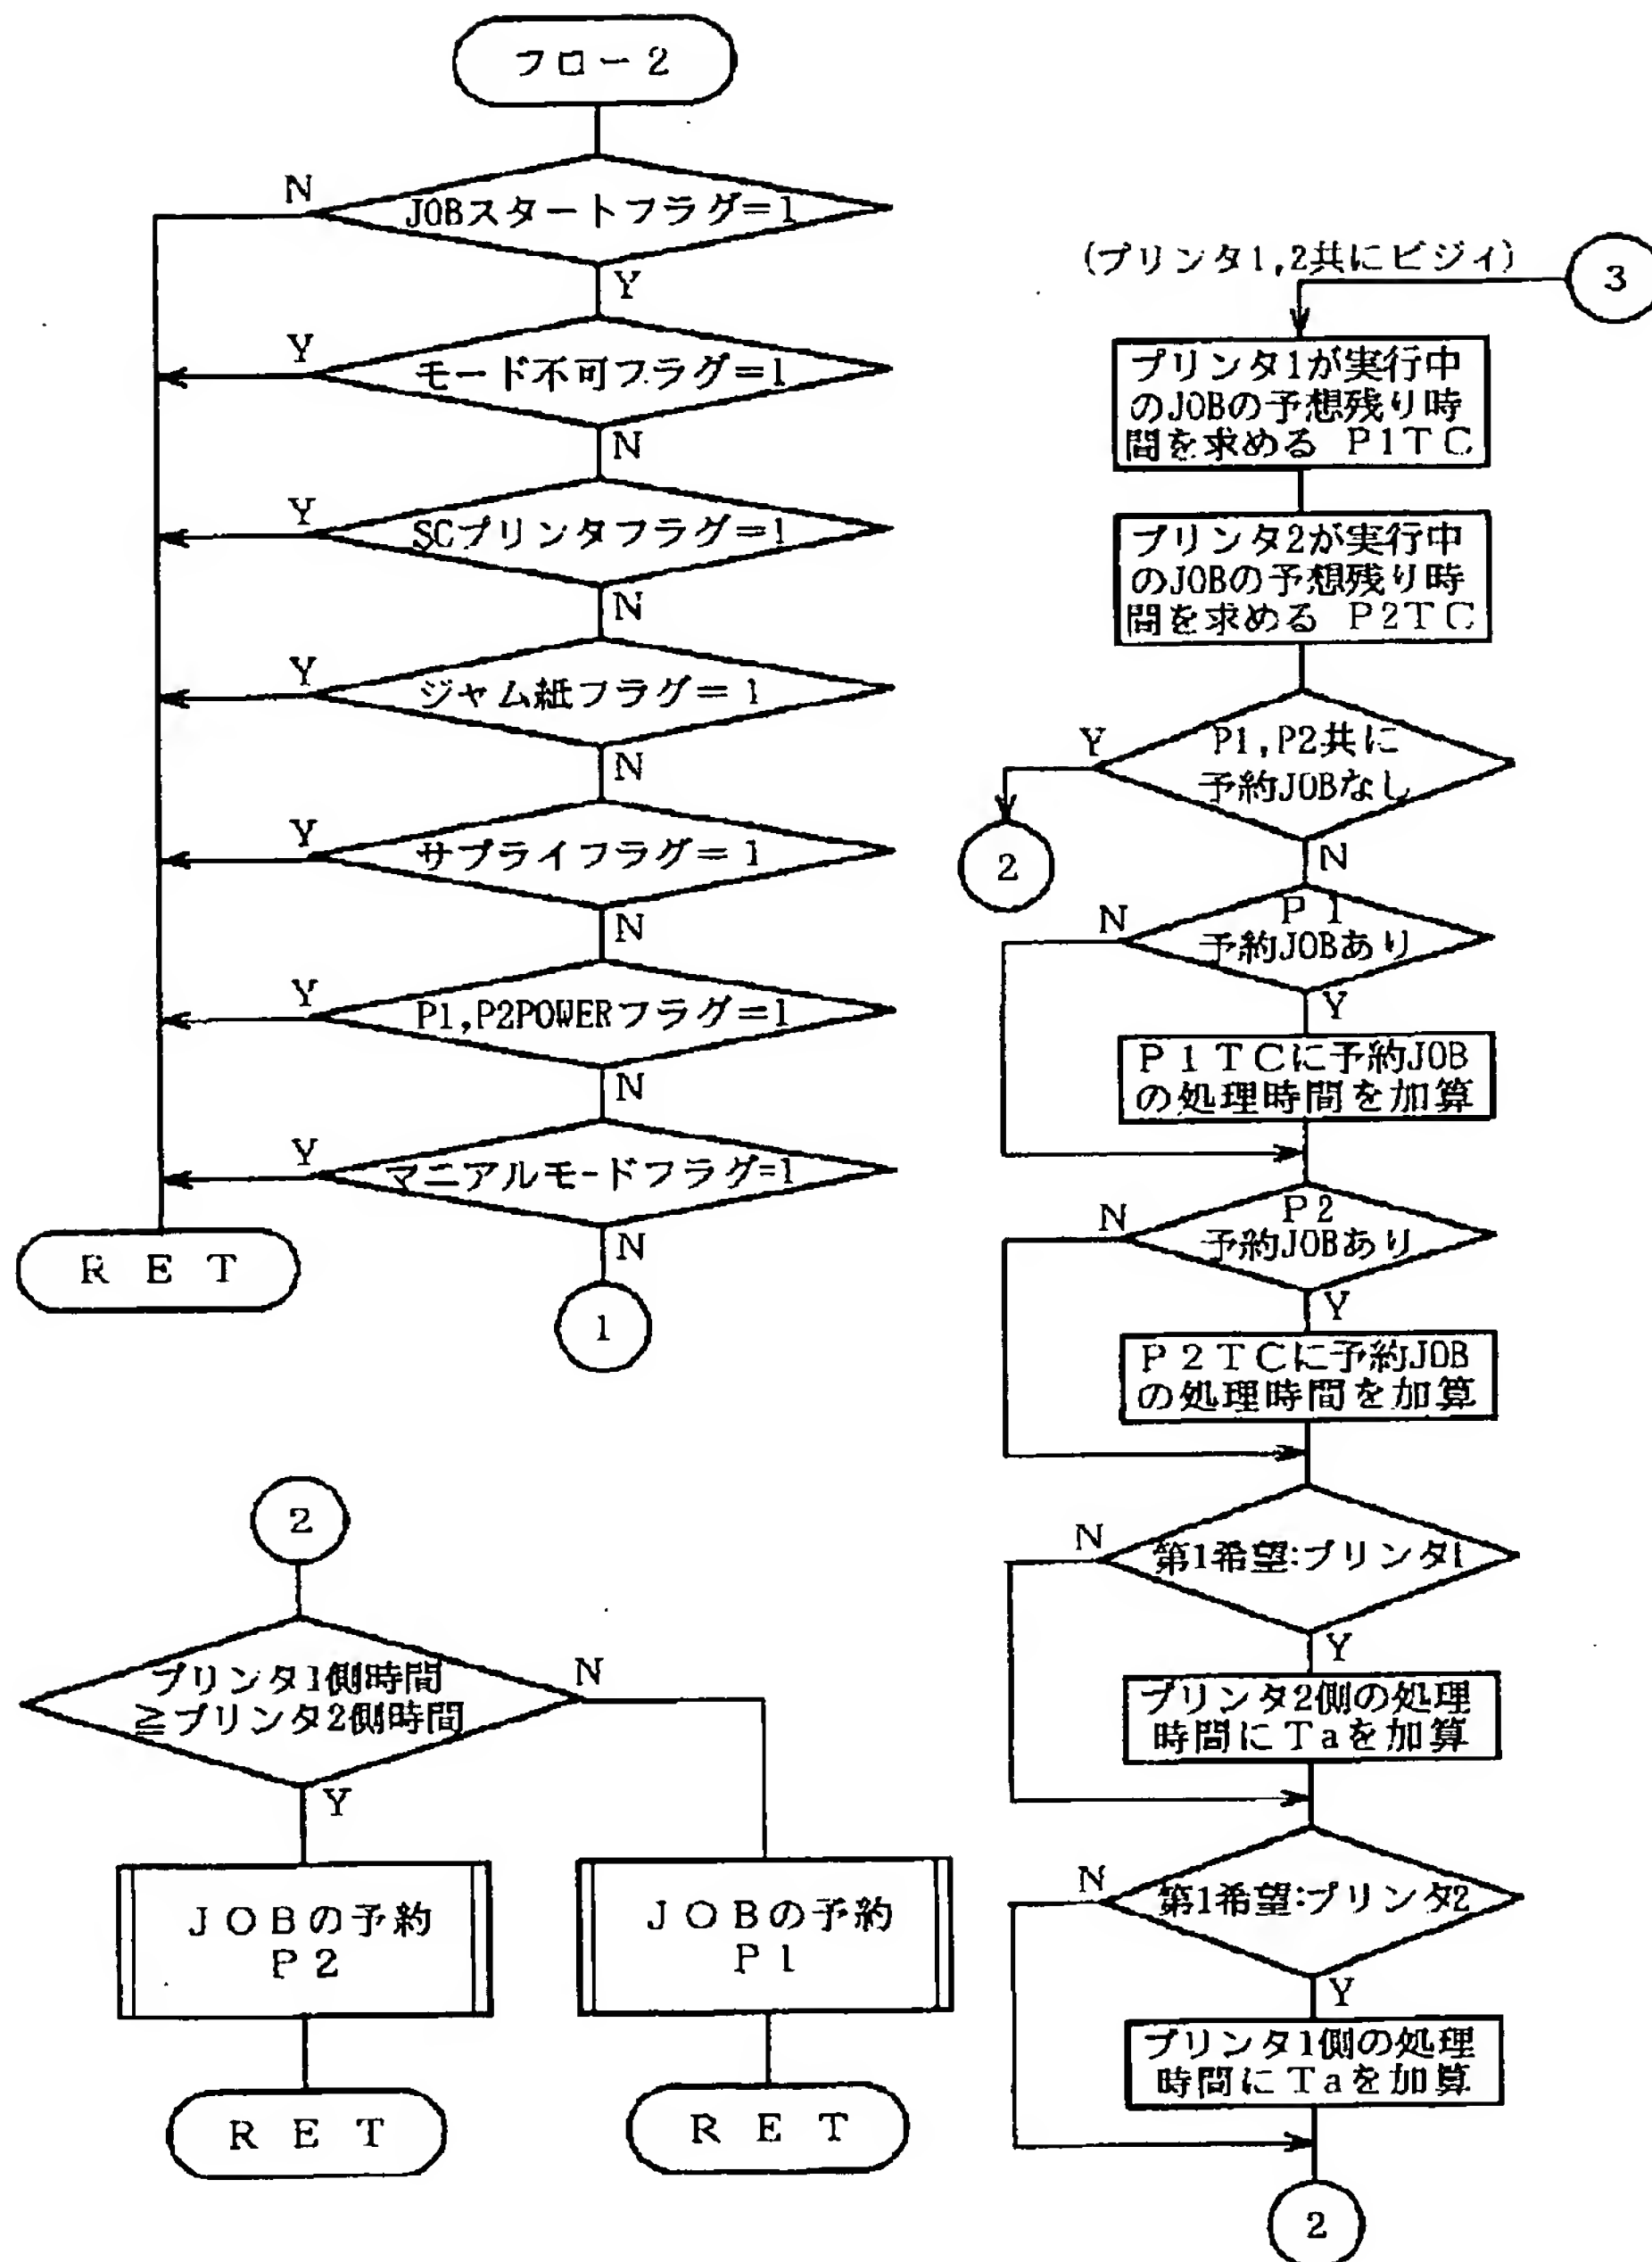 フロー2
N
JOBスタートフラグ=1
Y
Y
モード不可フラグ=1
N
Y
SCプリンタフラグ=1
N
Y
ジャム紙フラグ=1
N
Y
サプライフラグ=1
N
Y
P1,P2POWERフラグ=1
N
Y
マニアルモードフラグ=1
N
RET
1
2
プリンタ1側時間
≧プリンタ2側時間
N
Y
JOBの予約
P2
JOBの予約
P1
RET
RET
(プリンタ1,2共にビジィ)
3
プリンタ1が実行中
のJOBの予想残り時
間を求める P1TC
プリンタ2が実行中
のJOBの予想残り時
間を求める P2TC
Y
P1,P2共に
予約JOBなし
2
N
N
P1
予約JOBあり
Y
P1TCに予約JOB
の処理時間を加算
N
P2
予約JOBあり
Y
P2TCに予約JOB
の処理時間を加算
N
第1希望:プリンタ1
Y
プリンタ2側の処理
時間にTaを加算
N
第1希望:プリンタ2
Y
プリンタ1側の処理
時間にTaを加算
2